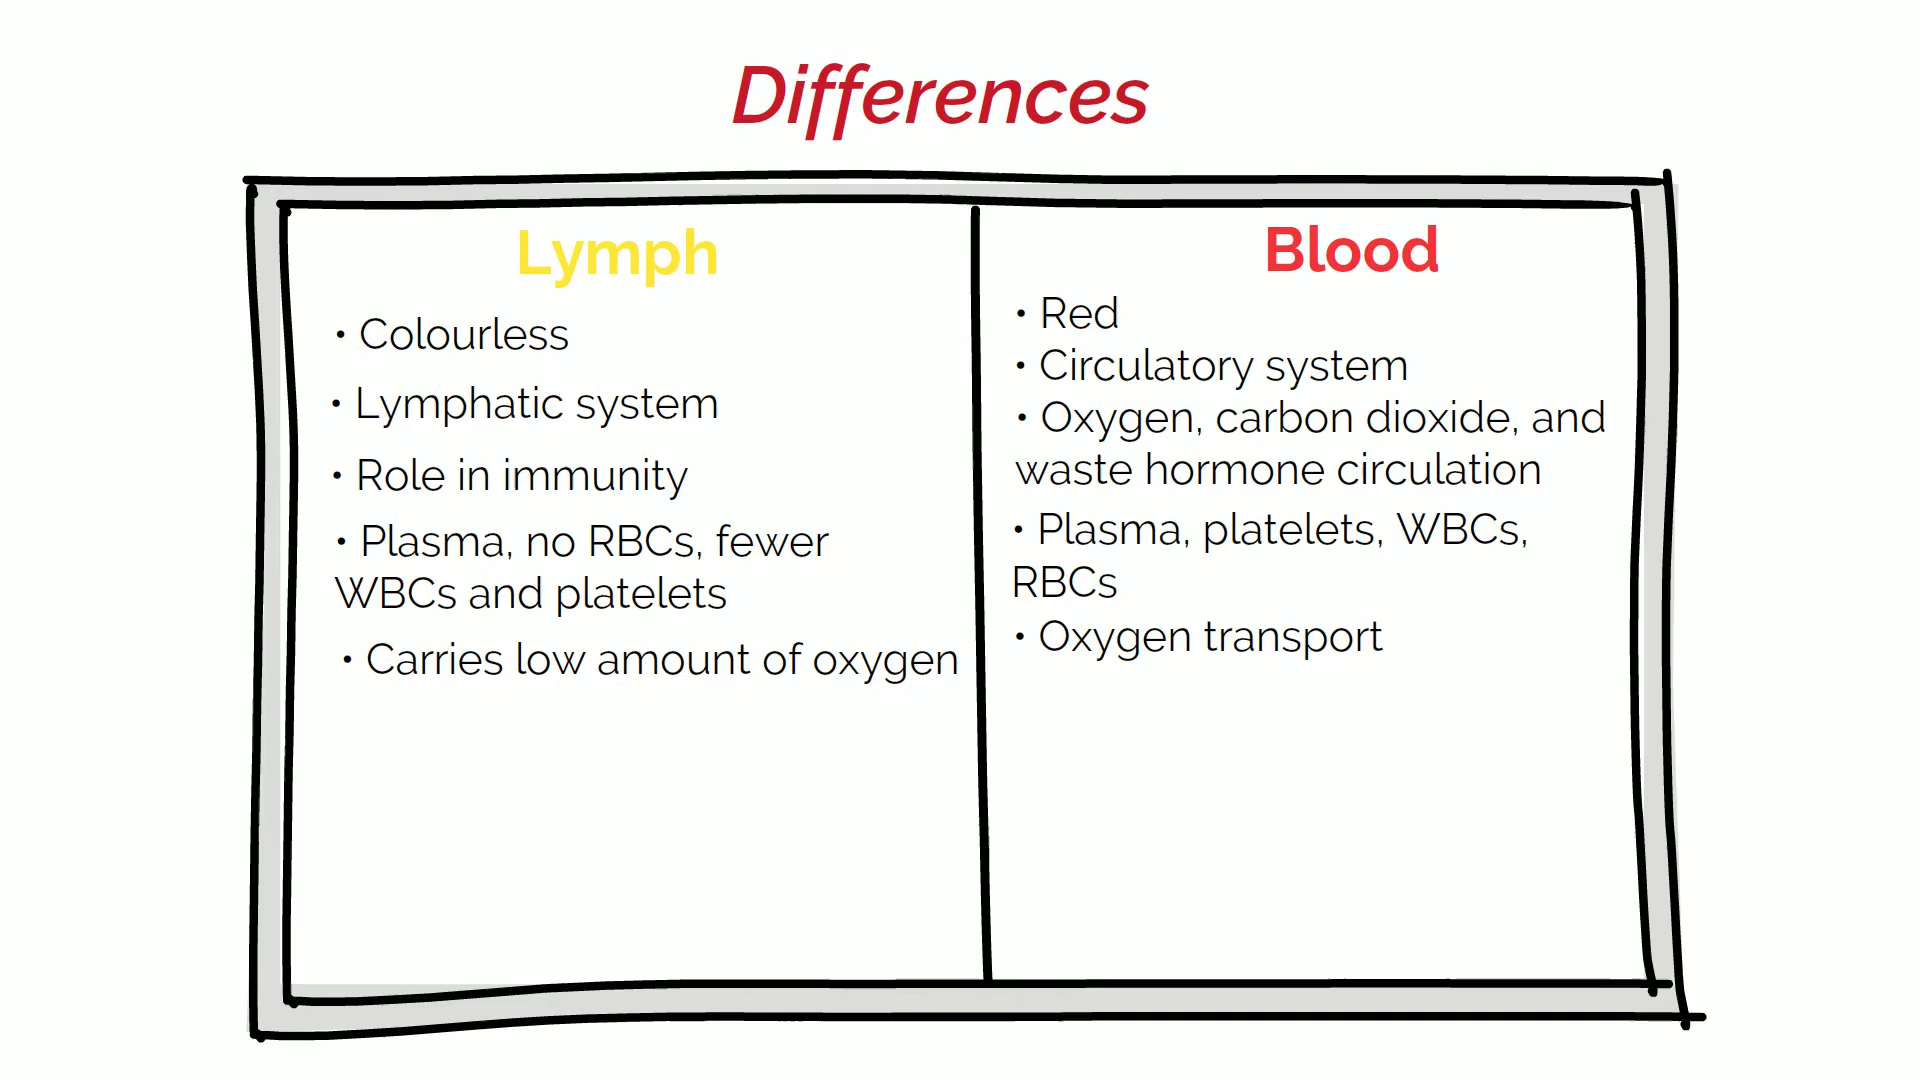 Differences
Lymph
• Colourless
• Lymphatic system
• Role in immunity
• Plasma, no RBCs, fewer
WBCs and platelets
• Carries low amount of oxygen
Blood
• Red
• Circulatory system
• Oxygen, carbon dioxide, and
waste hormone circulation
• Plasma, platelets, WBCs,
RBCs
• Oxygen transport